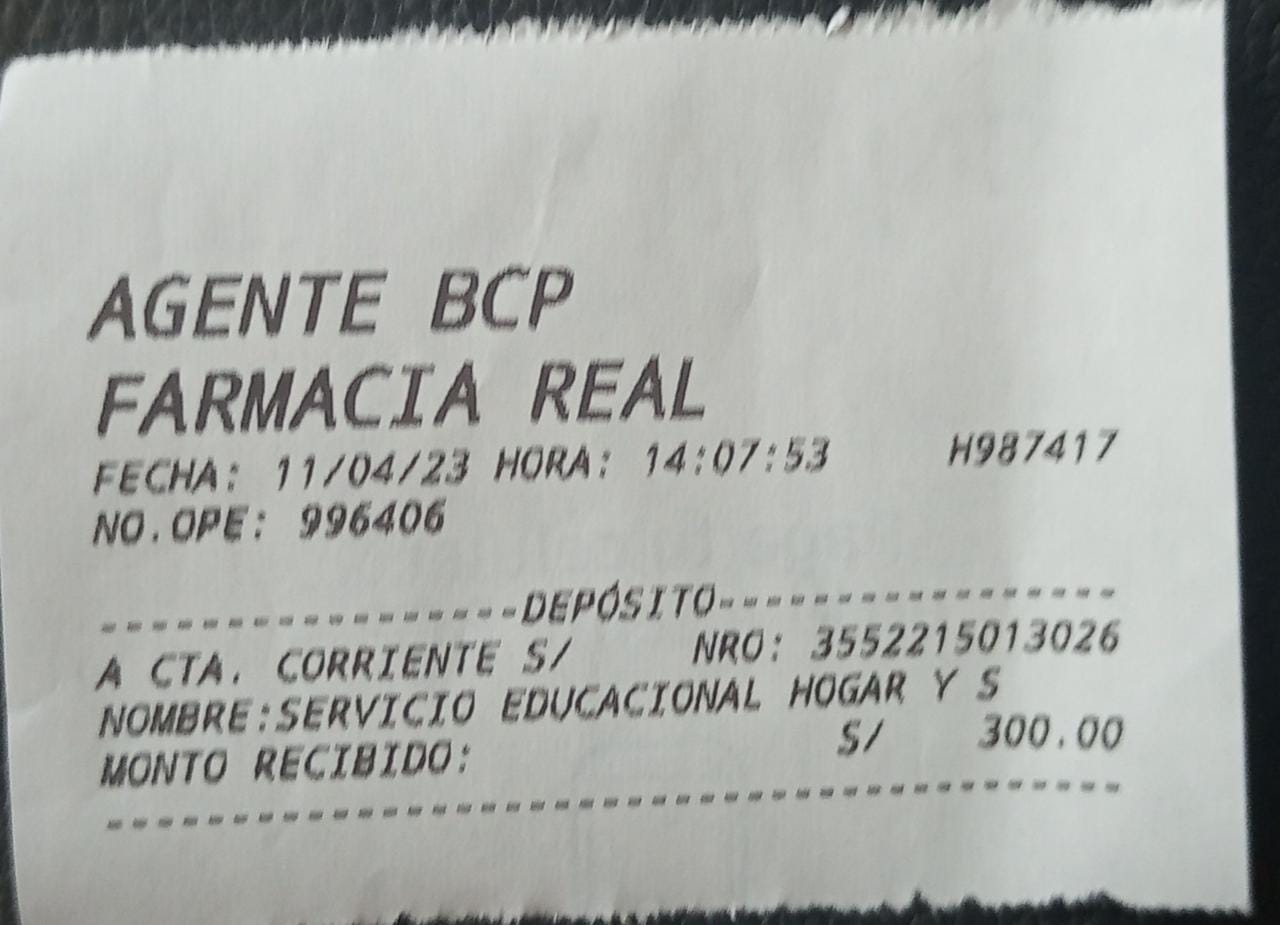 AGENTE BCP
FARMACIA REAL
FECHA: 11/04/23 HORA: 14:07:53 H987417
NO.OPE: 996406
----------------DEPÓSITO----------------
A CTA. CORRIENTE S/ NRO: 3552215013026
NOMBRE:SERVICIO EDUCACIONAL HOGAR Y S
MONTO RECIBIDO: S/ 300.00
----------------------------------------